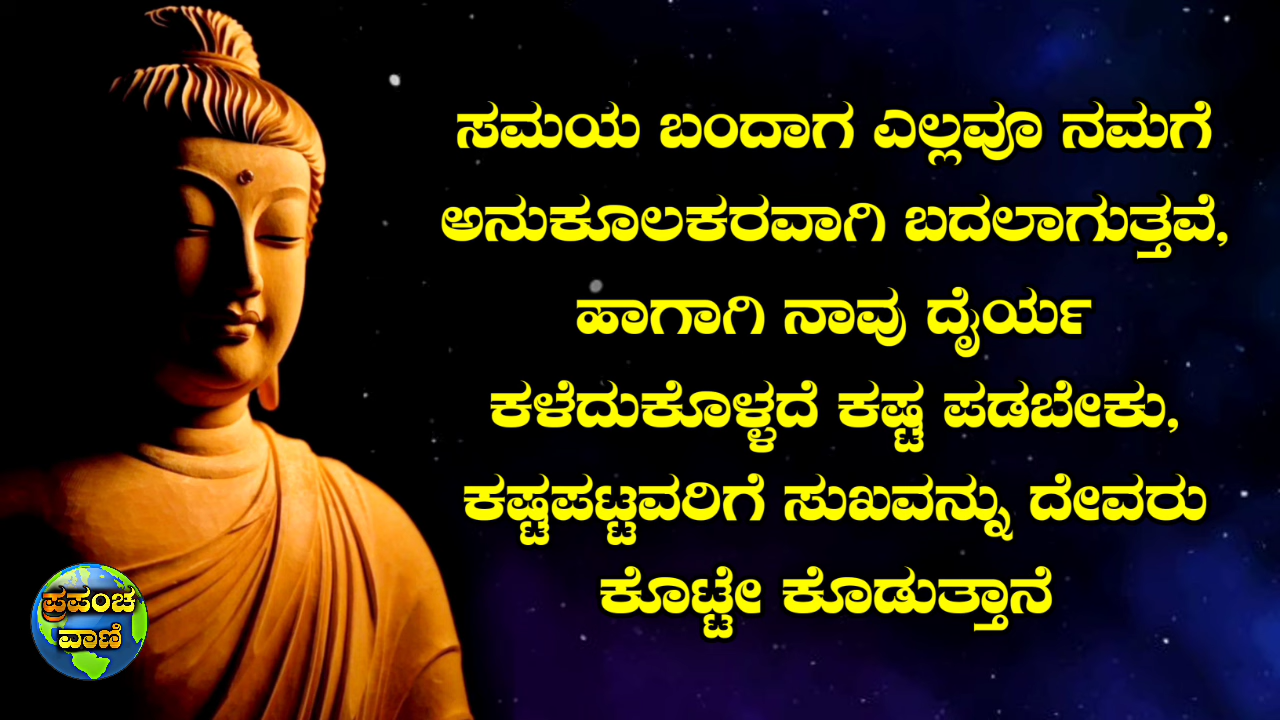 ಸಮಯ ಬಂದಾಗ ಎಲ್ಲವೂ ನಮಗೆ
ಅನುಕೂಲಕರವಾಗಿ ಬದಲಾಗುತ್ತವೆ,
ಹಾಗಾಗಿ ನಾವು ದೈರ್ಯ
ಕಳೆದುಕೊಳ್ಳದೆ ಕಷ್ಟ ಪಡಬೇಕು,
ಕಷ್ಟಪಟ್ಟವರಿಗೆ ಸುಖವನ್ನು ದೇವರು
ಕೊಟ್ಟೇ ಕೊಡುತ್ತಾನೆ
ಪ್ರಪಂಚ
ವಾಣಿ